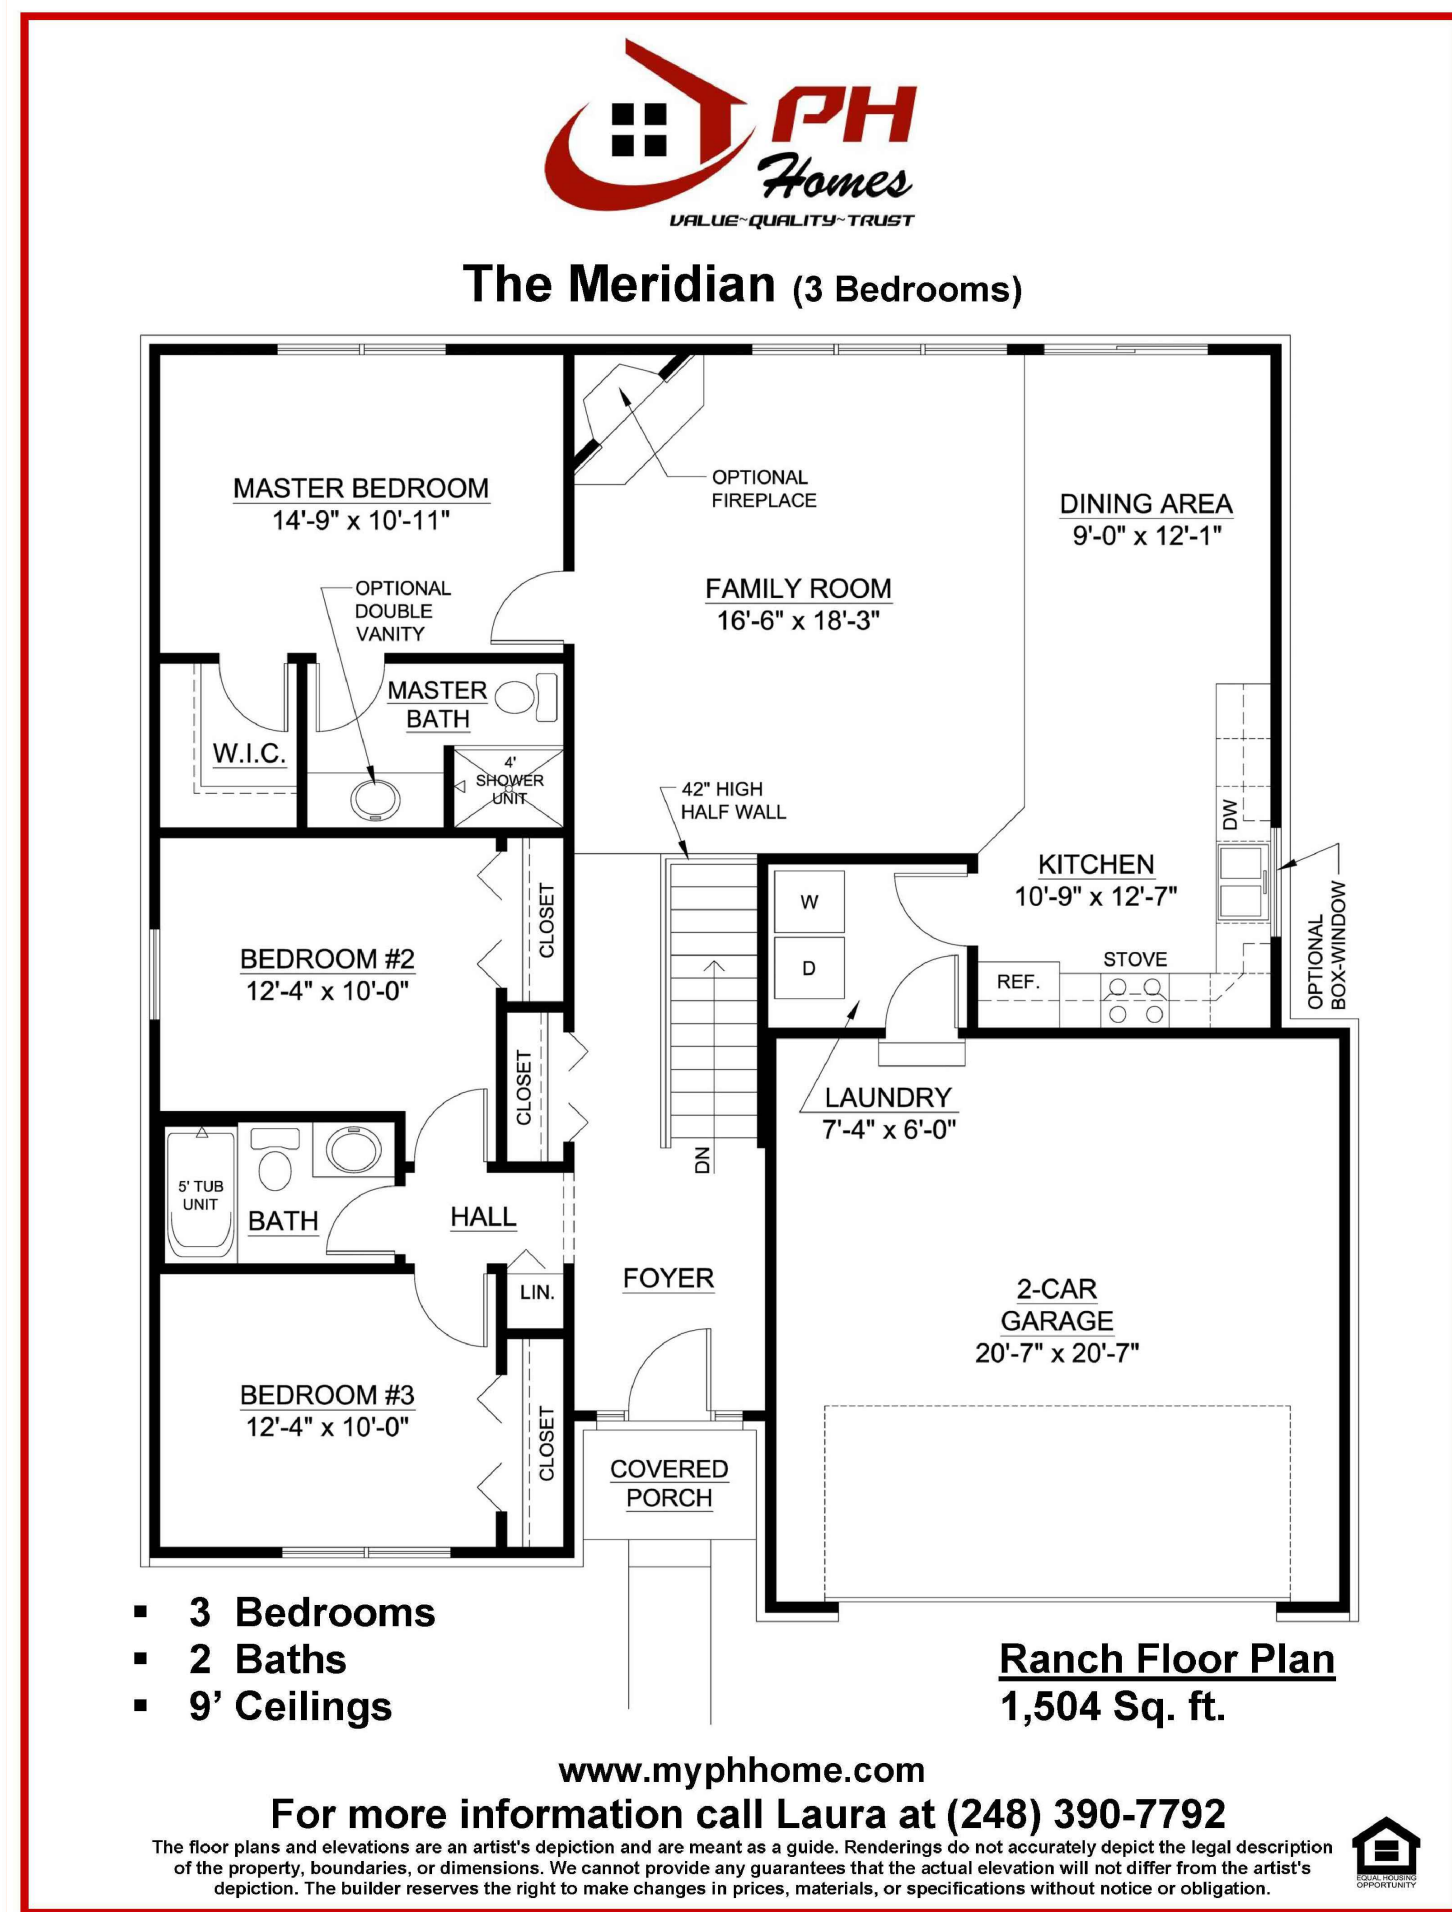 PH
Homes
VALUE~QUALITY~TRUST
The Meridian (3 Bedrooms)
MASTER BEDROOM
14'-9" x 10'-11"
OPTIONAL
FIREPLACE
DINING AREA
9'-0" x 12'-1"
OPTIONAL
DOUBLE
VANITY
FAMILY ROOM
16'-6" x 18'-3"
MASTER
BATH
W.I.C.
4'
SHOWER
UNIT
42" HIGH
HALF WALL
DW
KITCHEN
10'-9" x 12'-7"
OPTIONAL
BOX-WINDOW
W
D
STOVE
REF.
CLOSET
BEDROOM #2
12'-4" x 10'-0"
CLOSET
LAUNDRY
7'-4" x 6'-0"
DN
5' TUB
UNIT
BATH
HALL
LIN.
FOYER
2-CAR
GARAGE
20'-7" x 20'-7"
BEDROOM #3
12'-4" x 10'-0"
CLOSET
COVERED
PORCH
▪ 3 Bedrooms
▪ 2 Baths
▪ 9’ Ceilings
Ranch Floor Plan
1,504 Sq. ft.
www.myphhome.com
For more information call Laura at (248) 390-7792
The floor plans and elevations are an artist's depiction and are meant as a guide. Renderings do not accurately depict the legal description
of the property, boundaries, or dimensions. We cannot provide any guarantees that the actual elevation will not differ from the artist's
depiction. The builder reserves the right to make changes in prices, materials, or specifications without notice or obligation.
EQUAL HOUSING
OPPORTUNITY